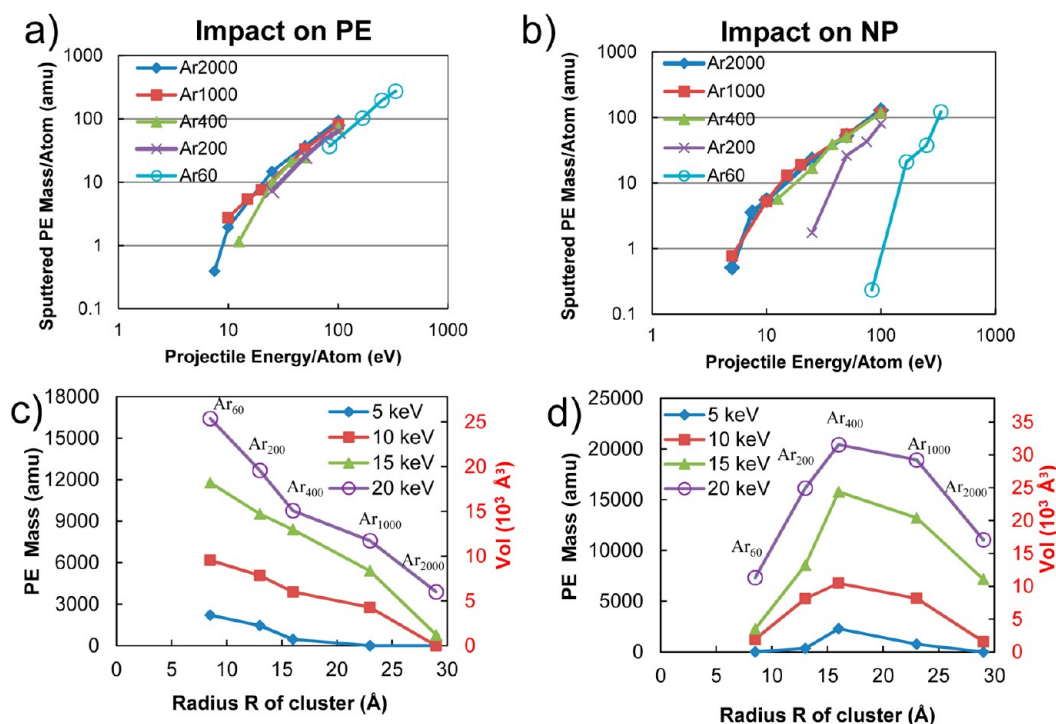 a)
Impact on PE
Sputtered PE Mass/Atom (amu)
1000
100
10
1
0.1
Ar2000
Ar1000
Ar400
Ar200
Ar60
1 10 100 1000
Projectile Energy/Atom (eV)
b)
Impact on NP
Sputtered PE Mass/Atom (amu)
1000
100
10
1
0.1
Ar2000
Ar1000
Ar400
Ar200
Ar60
1 10 100 1000
Projectile Energy/Atom (eV)
c)
PE Mass (amu)
18000
15000
12000
9000
6000
3000
0
Ar60
Ar200
Ar400
Ar1000
Ar2000
5 keV
10 keV
15 keV
20 keV
25
20
15
10
5
0
Vol (10³ Å³)
0 5 10 15 20 25 30
Radius R of cluster (Å)
d)
PE Mass (amu)
25000
20000
15000
10000
5000
0
5 keV
10 keV
15 keV
20 keV
Ar60
Ar200
Ar400
Ar1000
Ar2000
35
30
25
20
15
10
5
0
Vol (10³ Å³)
0 5 10 15 20 25 30
Radius R of cluster (Å)